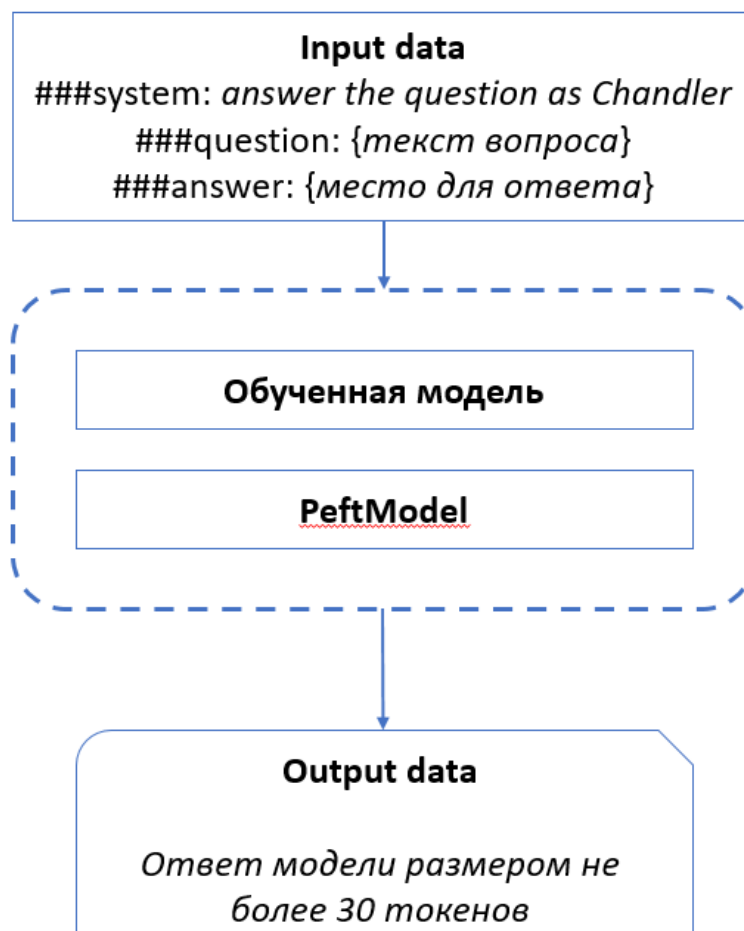 Input data
###system: answer the question as Chandler
###question: {текст вопроса}
###answer: {место для ответа}
Обученная модель
PeftModel
Output data
Ответ модели размером не
более 30 токенов